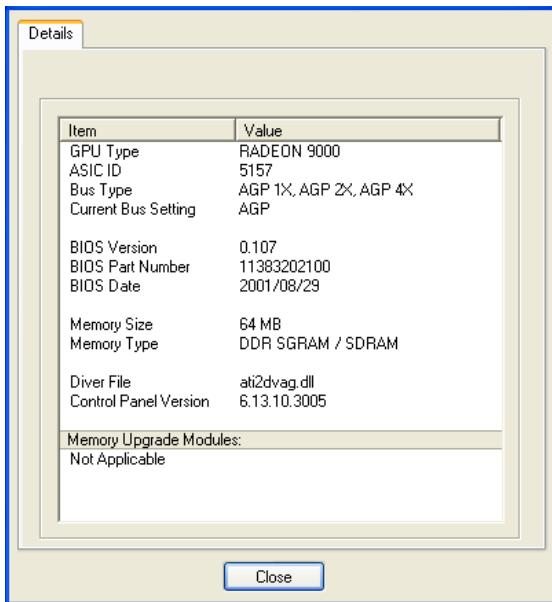 Details
Item Value
GPU Type RADEON 9000
ASIC ID 5157
Bus Type AGP 1X, AGP 2X, AGP 4X
Current Bus Setting AGP
BIOS Version 0.107
BIOS Part Number 11383202100
BIOS Date 2001/08/29
Memory Size 64 MB
Memory Type DDR SGRAM / SDRAM
Diver File ati2dvag.dll
Control Panel Version 6.13.10.3005
Memory Upgrade Modules:
Not Applicable
Close